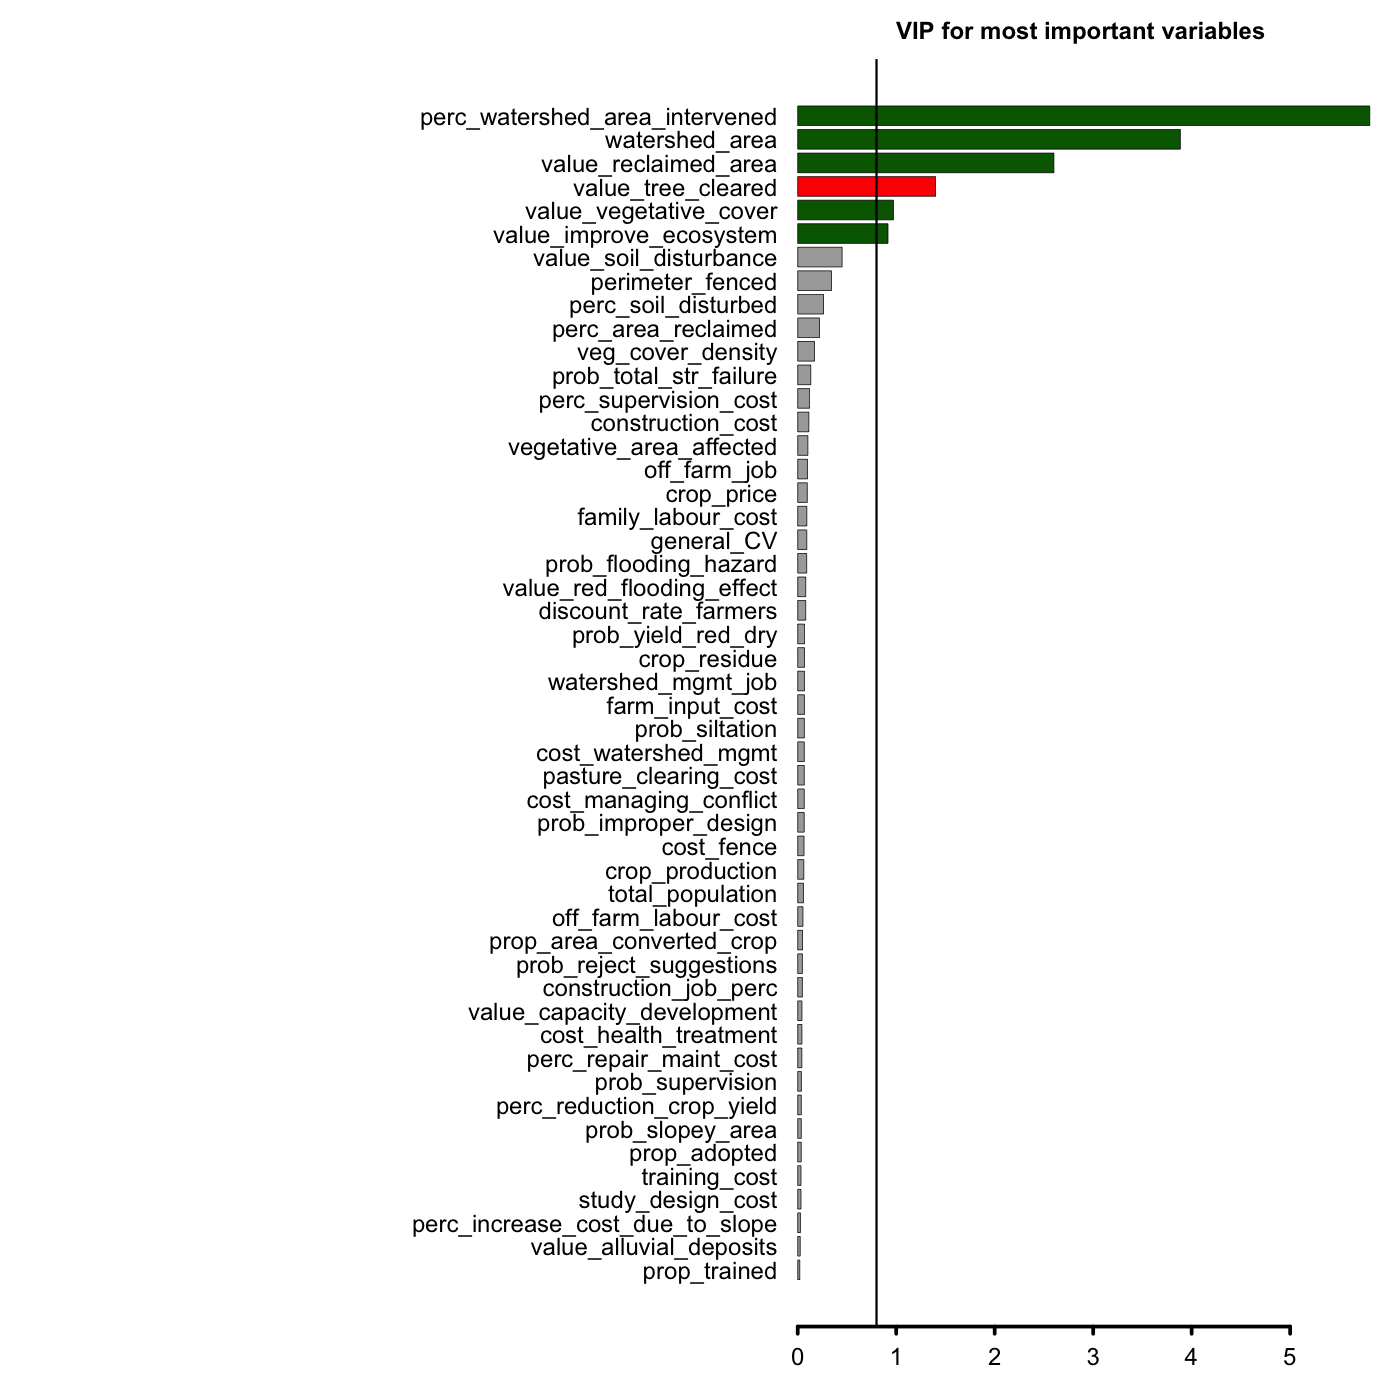 VIP for most important variables
perc_watershed_area_intervened
watershed_area
value_reclaimed_area
value_tree_cleared
value_vegetative_cover
value_improve_ecosystem
value_soil_disturbance
perimeter_fenced
perc_soil_disturbed
perc_area_reclaimed
veg_cover_density
prob_total_str_failure
perc_supervision_cost
construction_cost
vegetative_area_affected
off_farm_job
crop_price
family_labour_cost
general_CV
prob_flooding_hazard
value_red_flooding_effect
discount_rate_farmers
prob_yield_red_dry
crop_residue
watershed_mgmt_job
farm_input_cost
prob_siltation
cost_watershed_mgmt
pasture_clearing_cost
cost_managing_conflict
prob_improper_design
cost_fence
crop_production
total_population
off_farm_labour_cost
prop_area_converted_crop
prob_reject_suggestions
construction_job_perc
value_capacity_development
cost_health_treatment
perc_repair_maint_cost
prob_supervision
perc_reduction_crop_yield
prob_slopey_area
prop_adopted
training_cost
study_design_cost
perc_increase_cost_due_to_slope
value_alluvial_deposits
prop_trained
0 1 2 3 4 5